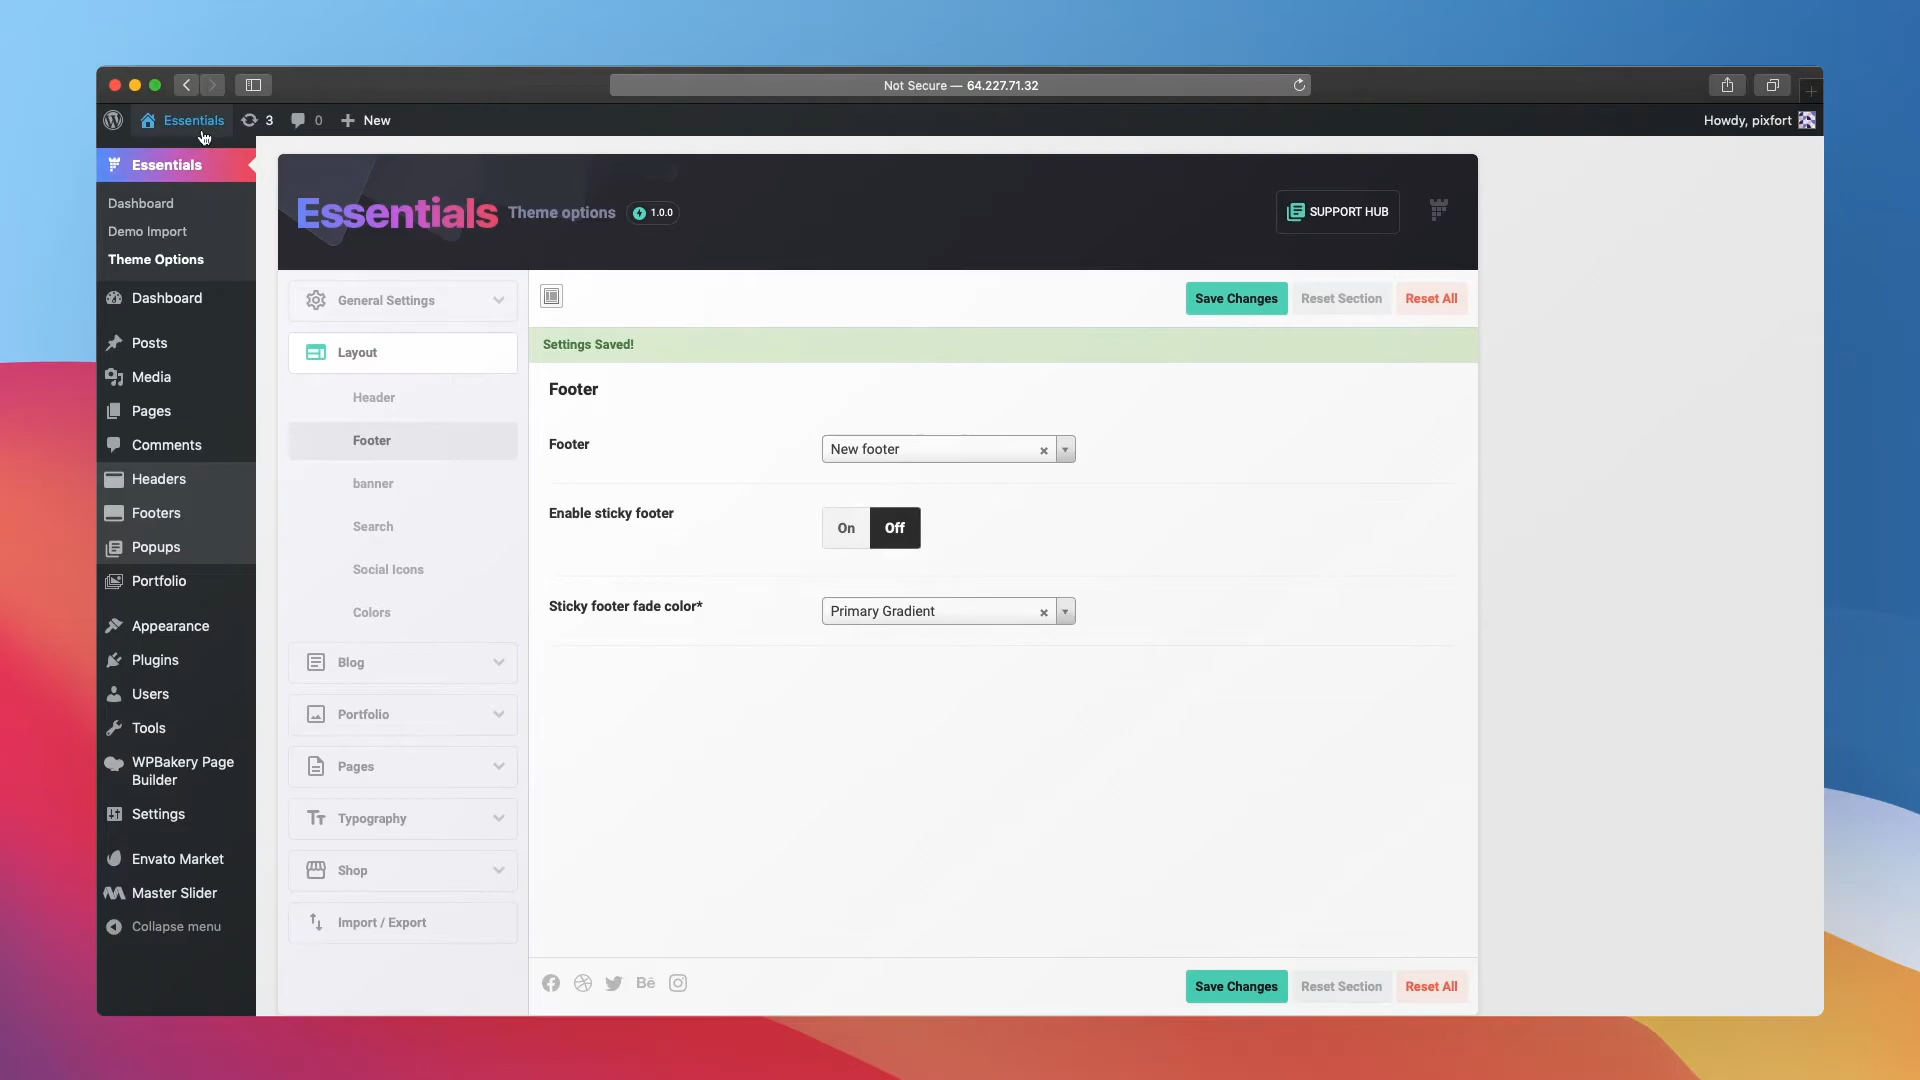 Not Secure — 64.227.71.32
Essentials
3
0
New
Howdy, pixfort
Essentials
Dashboard
Demo Import
Theme Options
Dashboard
Posts
Media
Pages
Comments
Headers
Footers
Popups
Portfolio
Appearance
Plugins
Users
Tools
WPBakery Page
Builder
Settings
Envato Market
Master Slider
Collapse menu
Essentials Theme options 1.0.0
SUPPORT HUB
General Settings
Layout
Header
Footer
banner
Search
Social Icons
Colors
Blog
Portfolio
Pages
Typography
Shop
Import / Export
Save Changes
Reset Section
Reset All
Settings Saved!
Footer
Footer
New footer
Enable sticky footer
On
Off
Sticky footer fade color*
Primary Gradient
Save Changes
Reset Section
Reset All